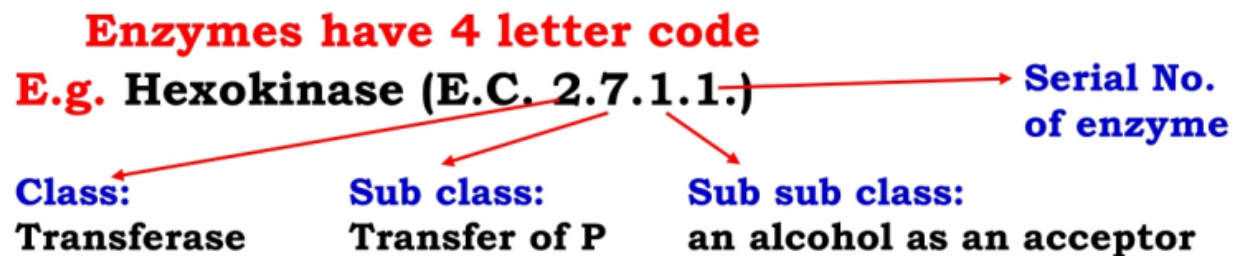 Enzymes have 4 letter code
E.g. Hexokinase (E.C. 2.7.1.1.)
Serial No.
of enzyme
Class:
Transferase
Sub class:
Transfer of P
Sub sub class:
an alcohol as an acceptor